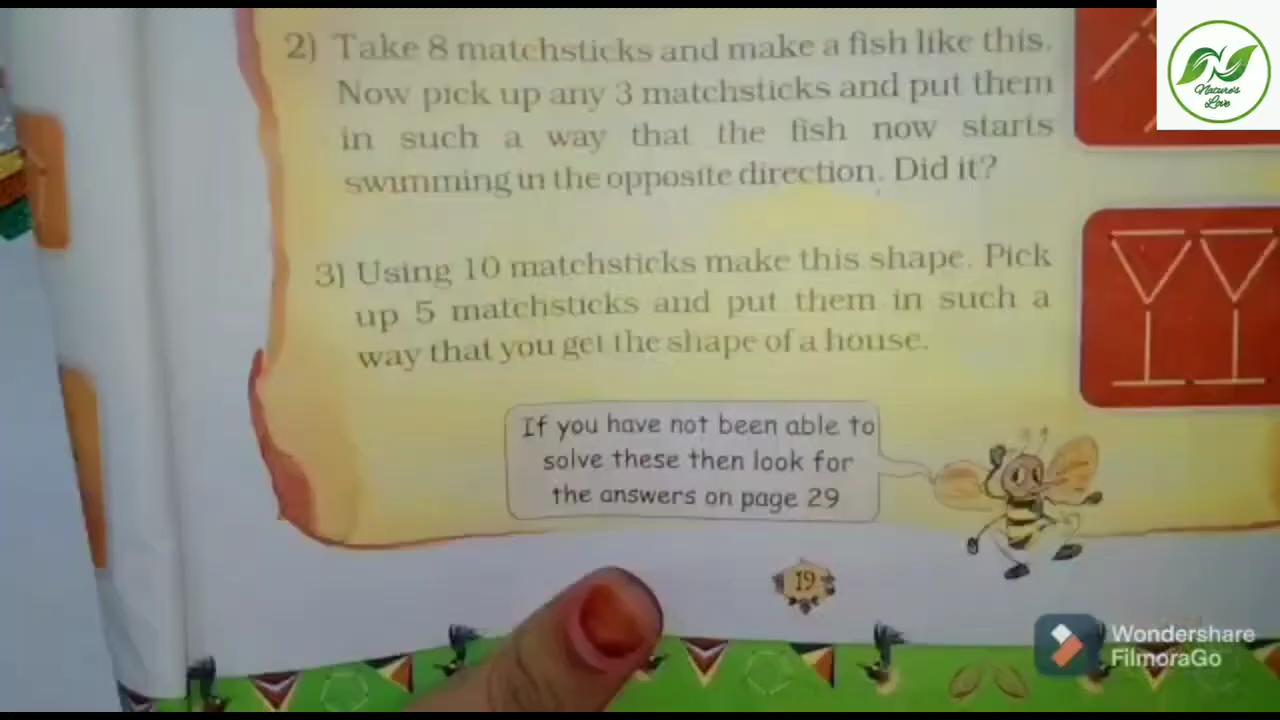 2) Take 8 matchsticks and make a fish like this.
Now pick up any 3 matchsticks and put them
in such a way that the fish now starts
swimming in the opposite direction. Did it?
3) Using 10 matchsticks make this shape. Pick
up 5 matchsticks and put them in such a
way that you get the shape of a house.
If you have not been able to
solve these then look for
the answers on page 29
19
Nature's
Love
Wondershare
FilmoraGo